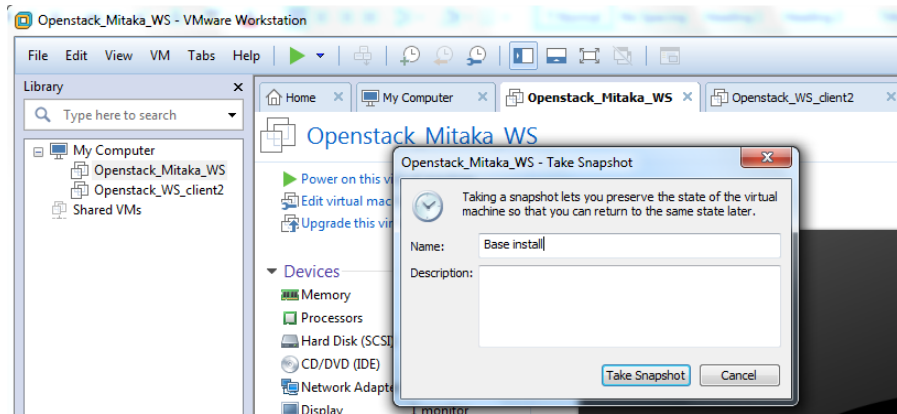 Openstack_Mitaka_WS - VMware Workstation
File Edit View VM Tabs Help
Library
Type here to search
My Computer
Openstack_Mitaka_WS
Openstack_WS_client2
Shared VMs
Home My Computer Openstack_Mitaka_WS Openstack_WS_client2
Openstack_Mitaka_WS
Power on this vi
Edit virtual mac
Upgrade this vir
Devices
Memory
Processors
Hard Disk (SCSI
CD/DVD (IDE)
Network Adapte
Display 1 monitor
Openstack_Mitaka_WS - Take Snapshot
Taking a snapshot lets you preserve the state of the virtual
machine so that you can return to the same state later.
Name: Base install
Description:
Take Snapshot Cancel